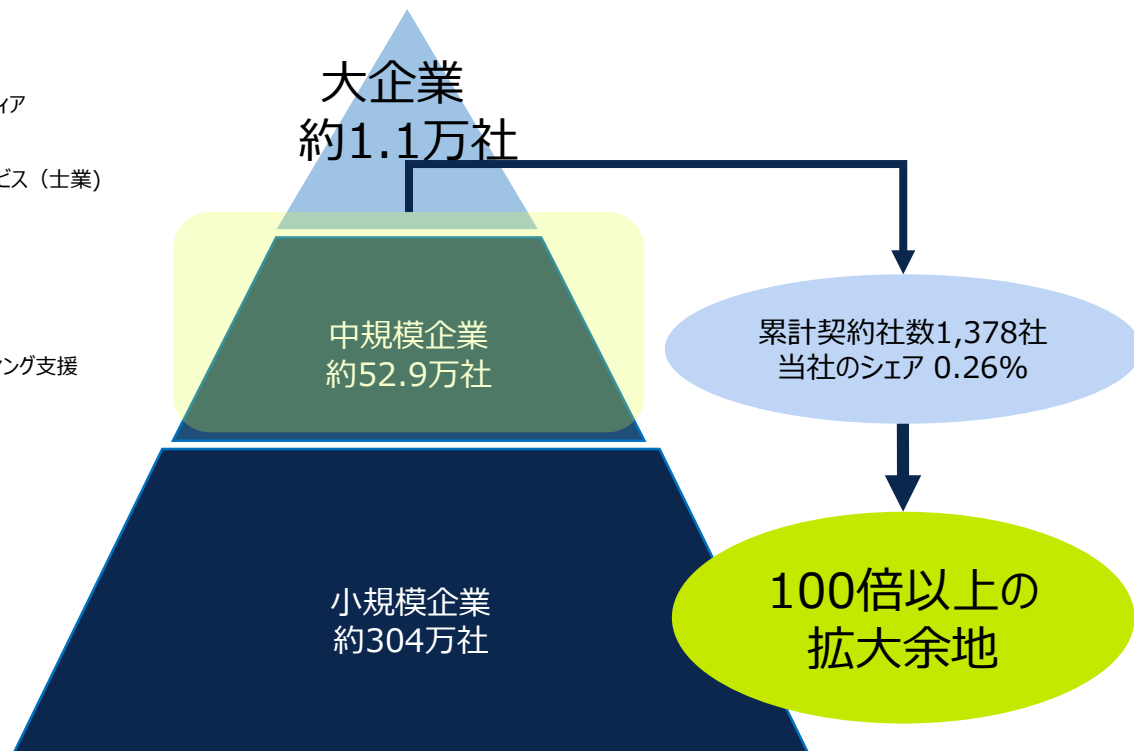 大企業
約1.1万社
ィア
ビス（士業)
ィング支援
中規模企業
約52.9万社
累計契約社数1,378社
当社のシェア 0.26%
小規模企業
約304万社
100倍以上の
拡大余地